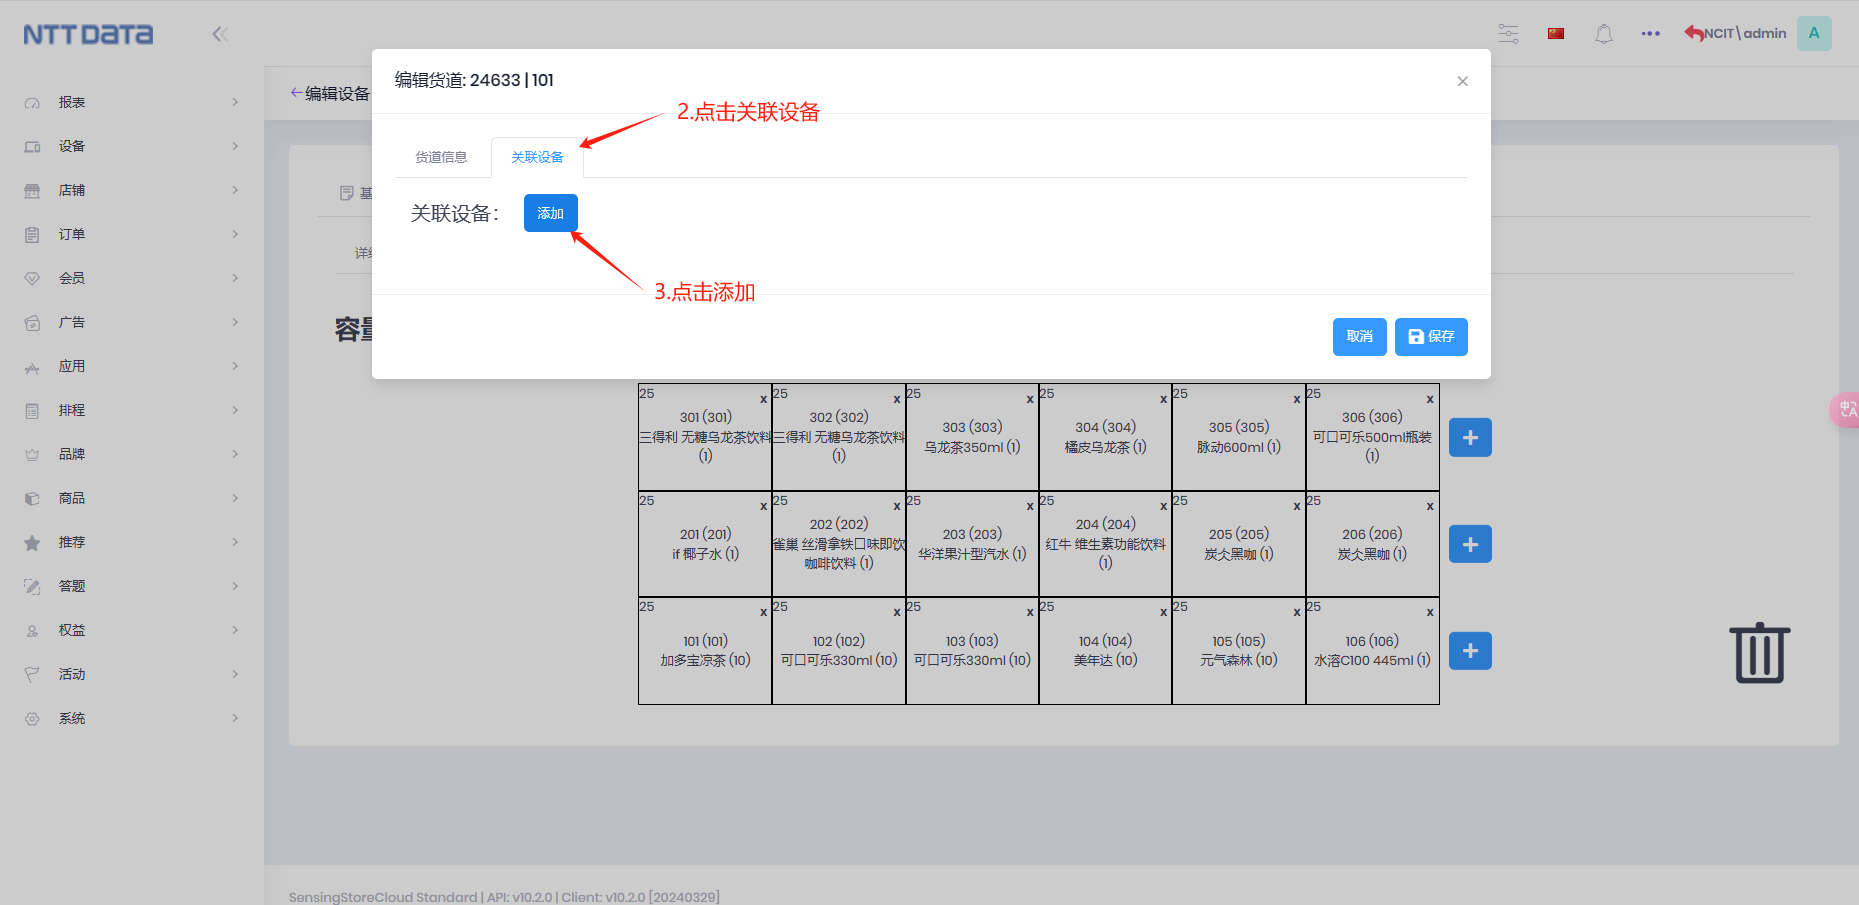 NTT DATA
NCIT\admin
A
报表
设备
店铺
订单
会员
广告
应用
排程
品牌
商品
推荐
答题
权益
活动
系统
编辑设备
基
容量
编辑货道: 24633 | 101
×
2.点击关联设备
货道信息
关联设备
关联设备：
添加
3.点击添加
取消
保存
25 x
301 (301)
三得利 无糖乌龙茶饮料
(1)
25 x
302 (302)
三得利 无糖乌龙茶饮料
(1)
25 x
303 (303)
乌龙茶350ml (1)
25 x
304 (304)
橘皮乌龙茶 (1)
25 x
305 (305)
脉动600ml (1)
25 x
306 (306)
可口可乐500ml瓶装
(1)
+
25 x
201 (201)
if 椰子水 (1)
25 x
202 (202)
雀巢 丝滑拿铁口味即饮
咖啡饮料 (1)
25 x
203 (203)
华洋果汁型汽水 (1)
25 x
204 (204)
红牛 维生素功能饮料
(1)
25 x
205 (205)
炭仌黑咖 (1)
25 x
206 (206)
炭仌黑咖 (1)
+
25 x
101 (101)
加多宝凉茶 (10)
25 x
102 (102)
可口可乐330ml (10)
25 x
103 (103)
可口可乐330ml (10)
25 x
104 (104)
美年达 (10)
25 x
105 (105)
元气森林 (10)
25 x
106 (106)
水溶C100 445ml (1)
+
SensingStoreCloud Standard | API: v10.2.0 | Client: v10.2.0 [20240329]